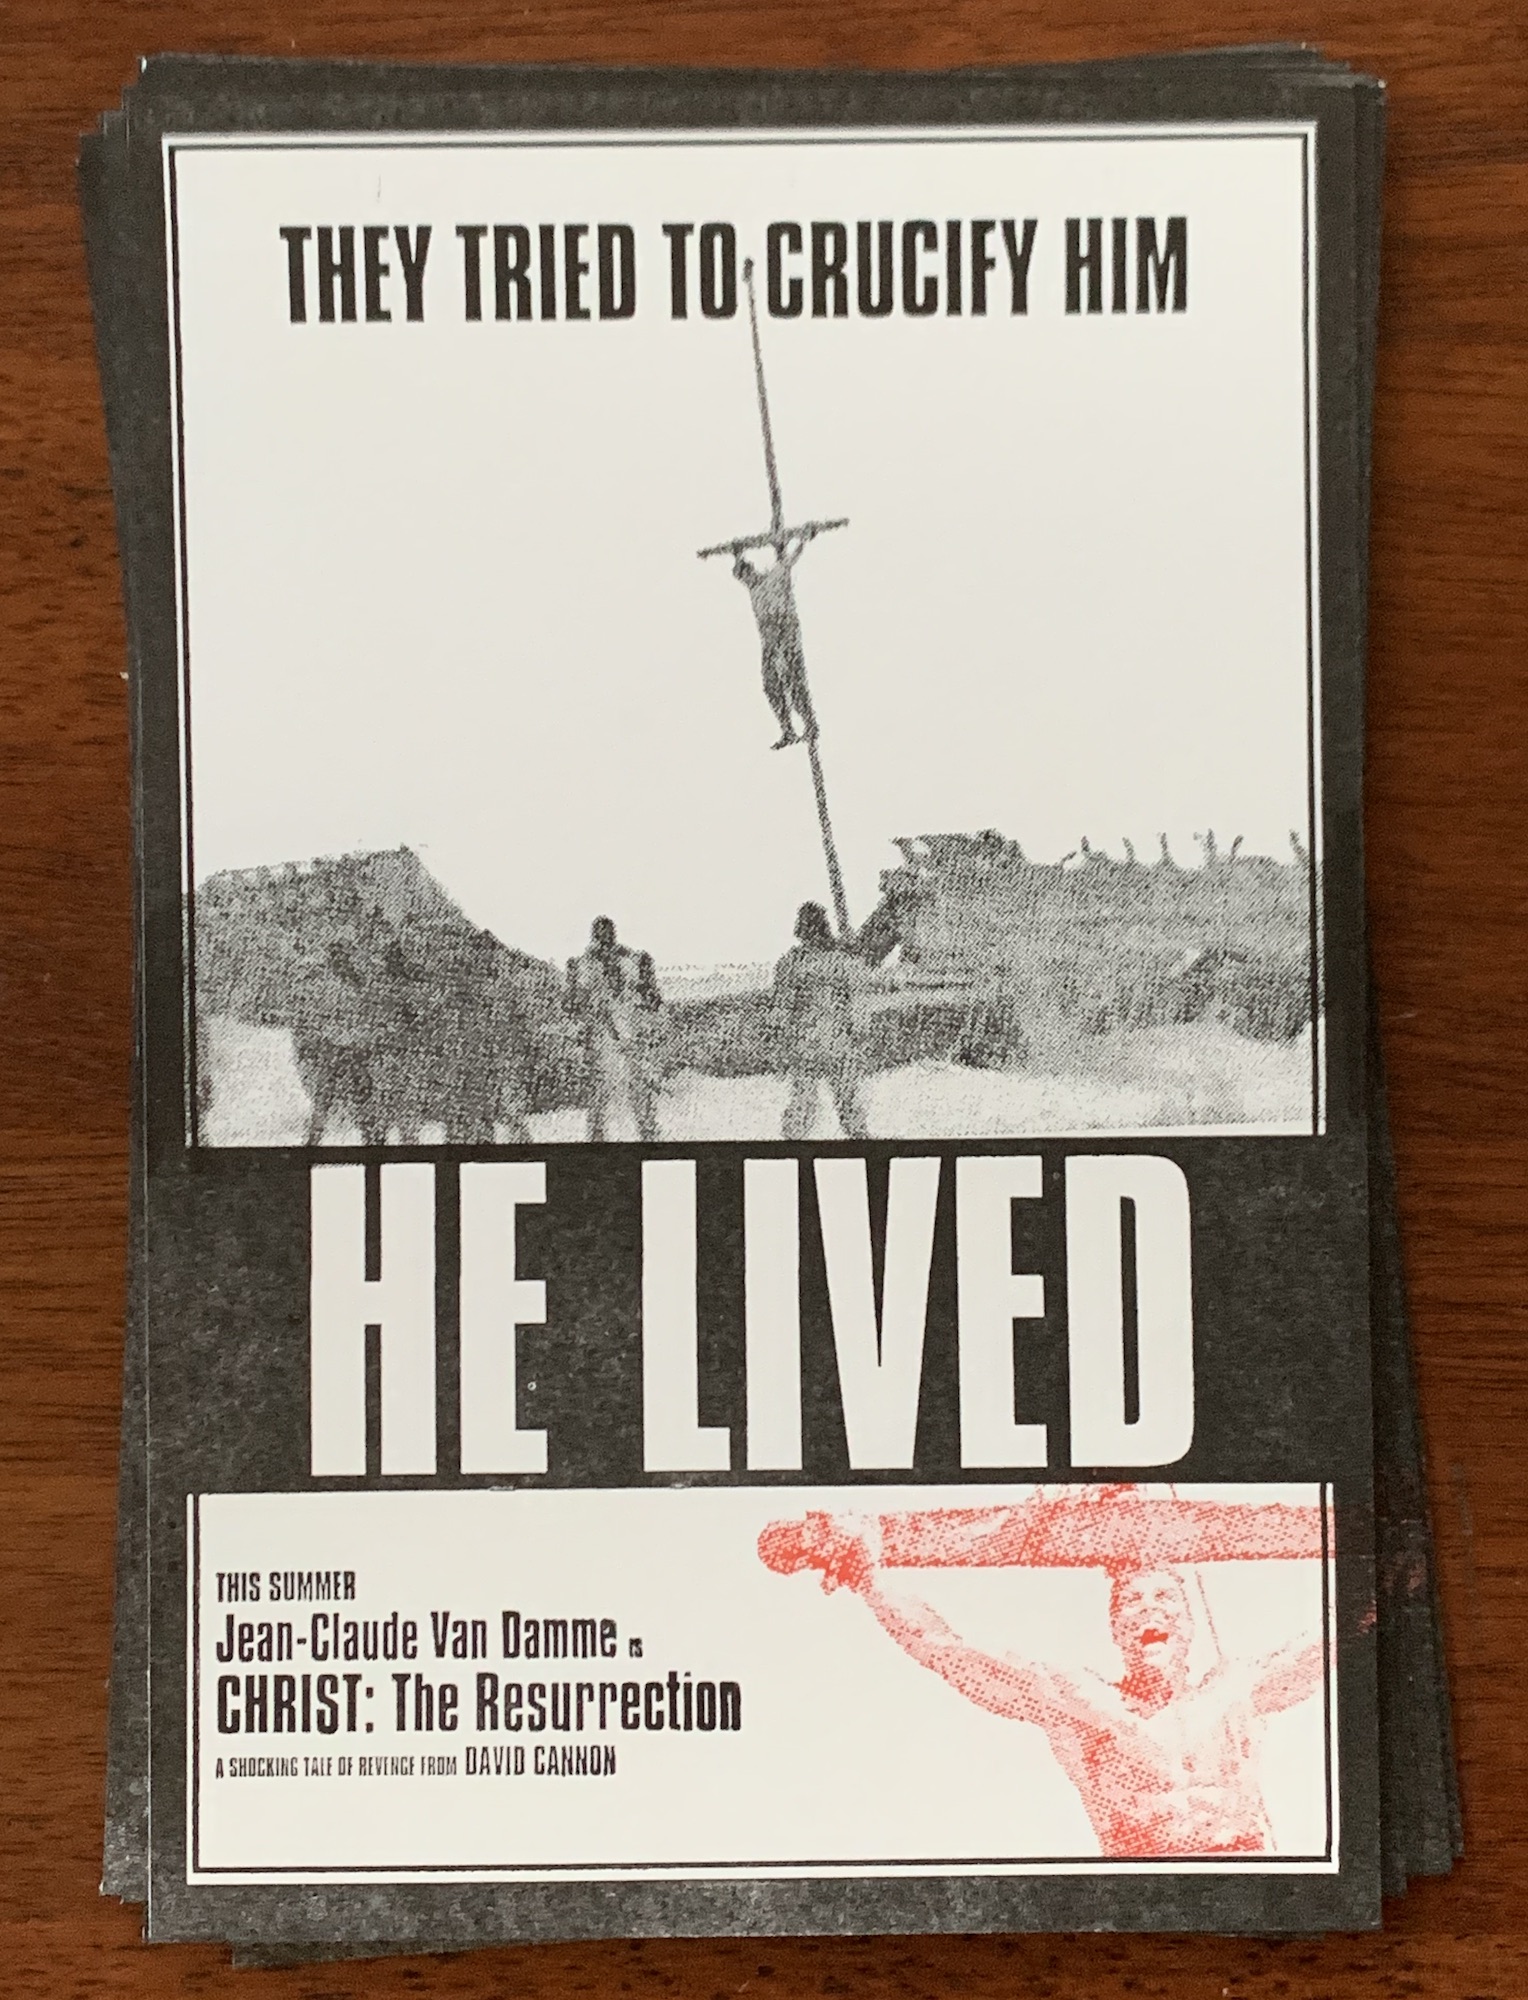 THEY TRIED TO CRUCIFY HIM
HE LIVED
THIS SUMMER
Jean-Claude Van Damme IS
CHRIST: The Resurrection
A SHOCKING TALE OF REVENGE FROM DAVID CANNON